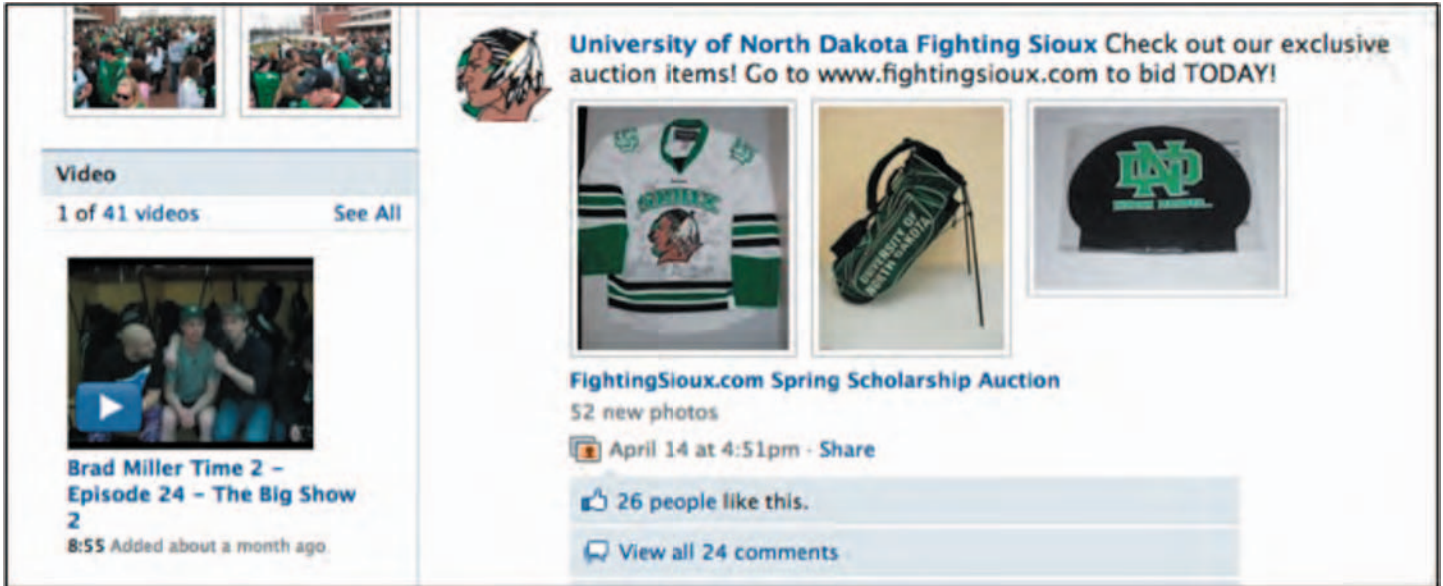 Video
1 of 41 videos See All
Brad Miller Time 2 –
Episode 24 – The Big Show
2
8:55 Added about a month ago
University of North Dakota Fighting Sioux Check out our exclusive
auction items! Go to www.fightingsioux.com to bid TODAY!
SIOUX
UNIVERSITY OF
NORTH DAKOTA
ND
FightingSioux.com Spring Scholarship Auction
52 new photos
April 14 at 4:51pm · Share
26 people like this.
View all 24 comments